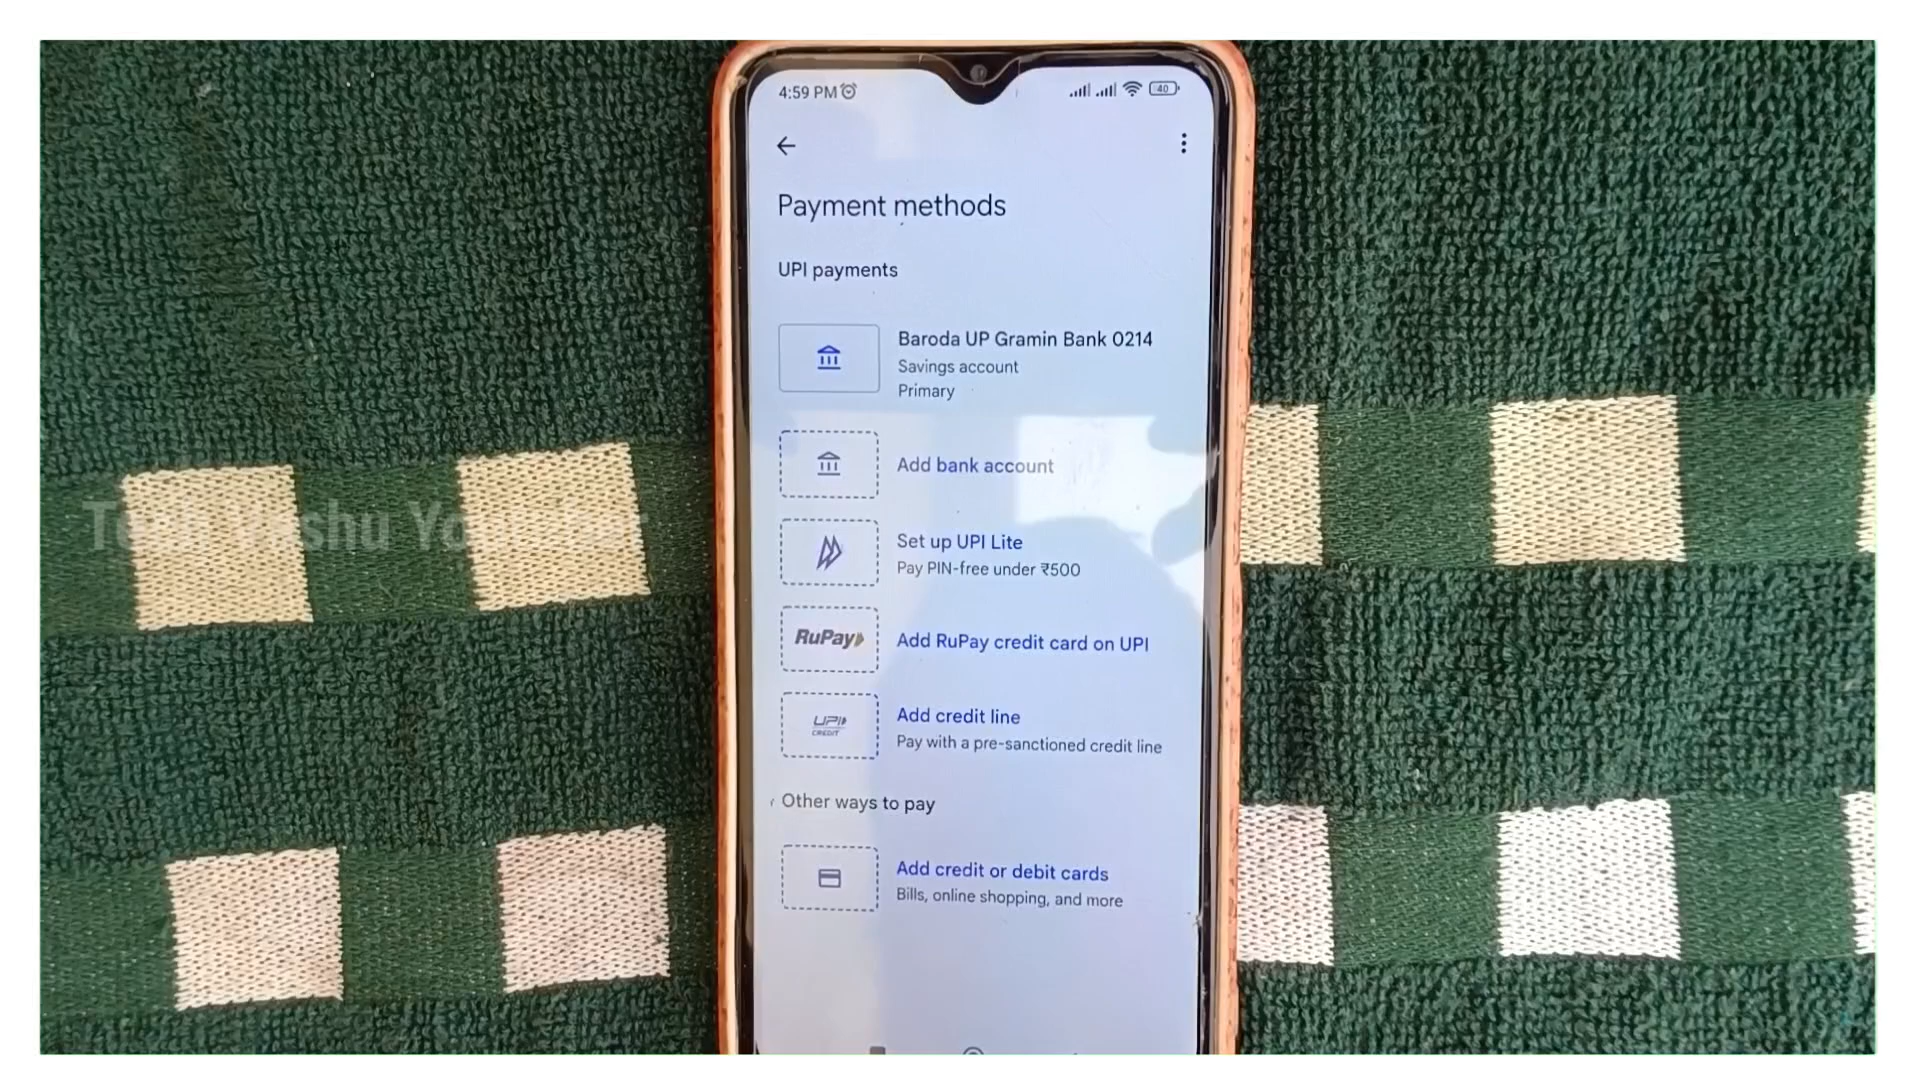 4:59 PM
40
Payment methods
UPI payments
Baroda UP Gramin Bank 0214
Savings account
Primary
Add bank account
Set up UPI Lite
Pay PIN-free under ₹500
RuPay
Add RuPay credit card on UPI
UPI
CREDIT
Add credit line
Pay with a pre-sanctioned credit line
Other ways to pay
Add credit or debit cards
Bills, online shopping, and more